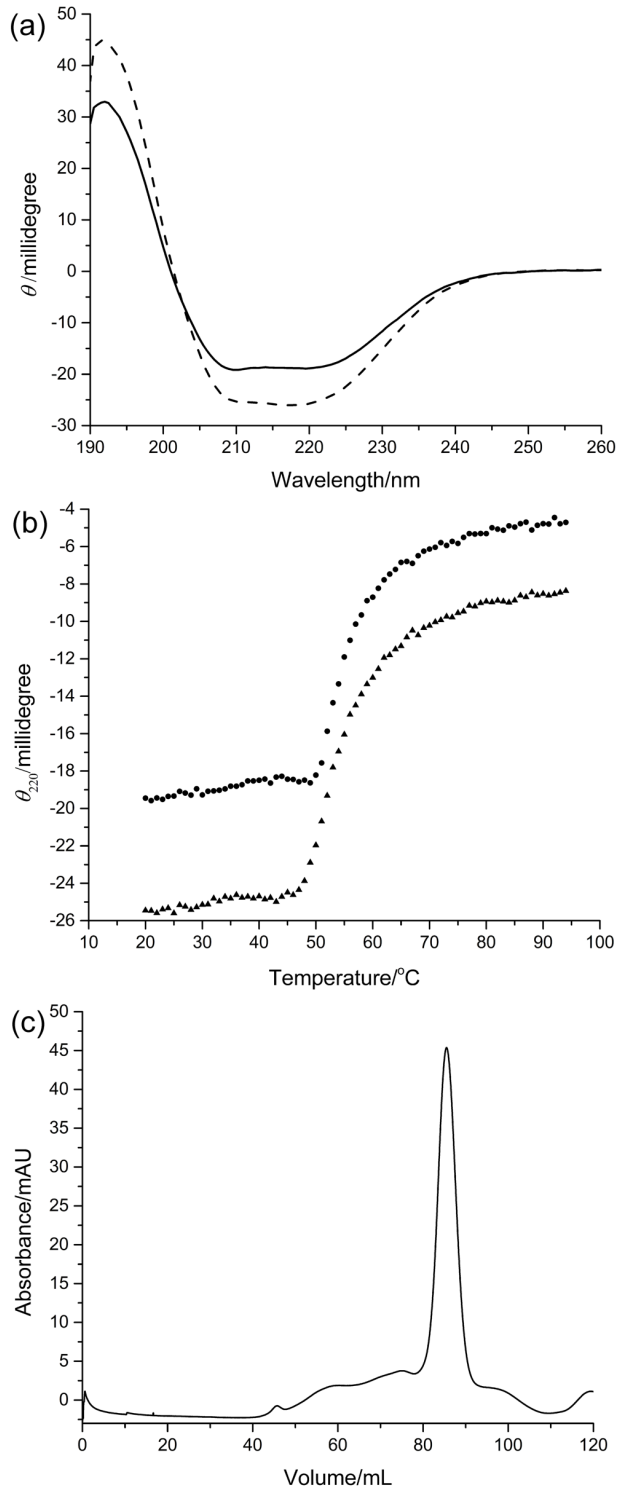 (a)
50
40
30
20
10
0
-10
-20
-30
θ/millidegree
190 200 210 220 230 240 250 260
Wavelength/nm
(b)
-4
-6
-8
-10
-12
-14
-16
-18
-20
-22
-24
-26
θ220/millidegree
10 20 30 40 50 60 70 80 90 100
Temperature/°C
(c)
50
45
40
35
30
25
20
15
10
5
0
Absorbance/mAU
0 20 40 60 80 100 120
Volume/mL